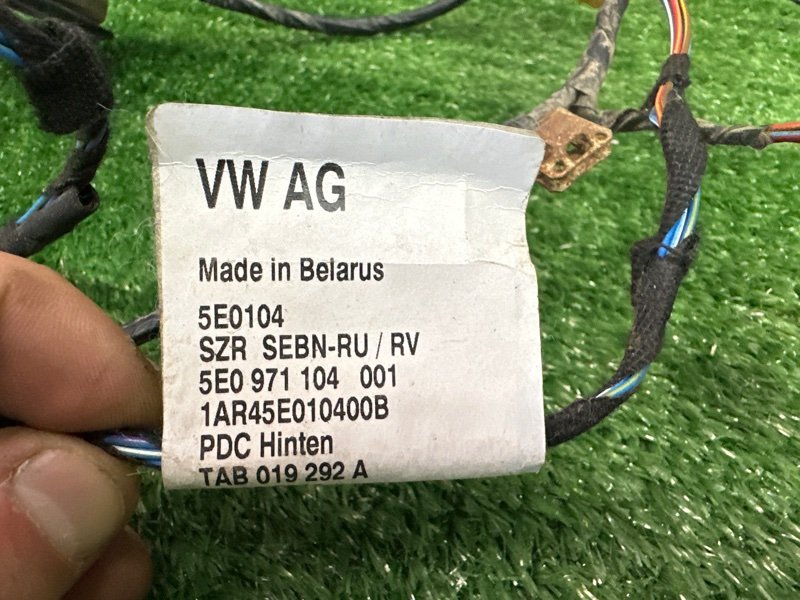 VW AG
Made in Belarus
5E0104
SZR SEBN-RU / RV
5E0 971 104 001
1AR45E010400B
PDC Hinten
TAB 019 292 A